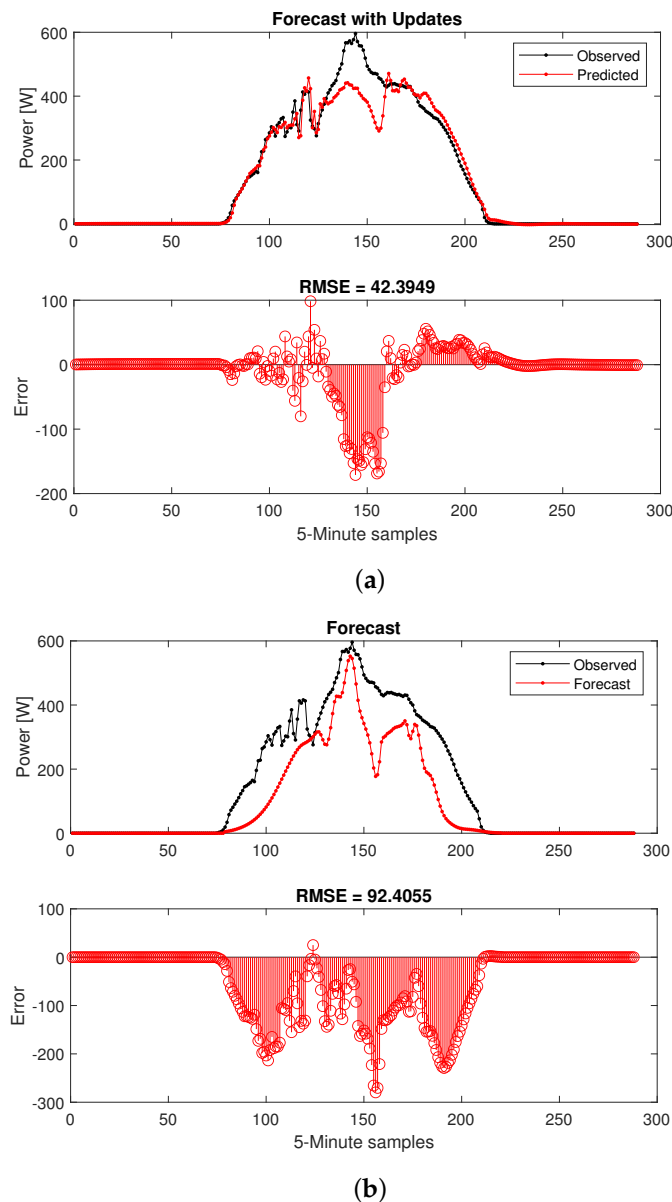 Forecast with Updates
600
400
200
0
Power [W]
Observed
Predicted
0 50 100 150 200 250 300
RMSE = 42.3949
100
0
-100
-200
Error
0 50 100 150 200 250 300
5-Minute samples
(a)
Forecast
600
400
200
0
Power [W]
Observed
Forecast
0 50 100 150 200 250 300
RMSE = 92.4055
100
0
-100
-200
-300
Error
0 50 100 150 200 250 300
5-Minute samples
(b)